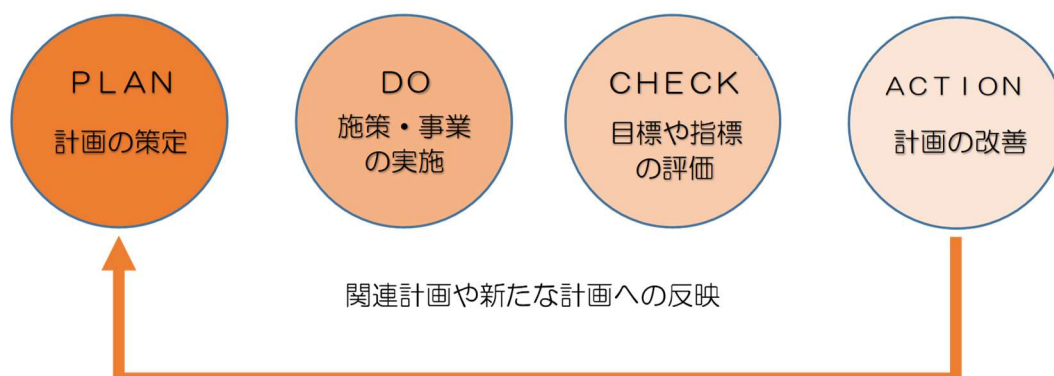 PLAN
計画の策定
DO
施策・事業
の実施
CHECK
目標や指標
の評価
ACTION
計画の改善
関連計画や新たな計画への反映